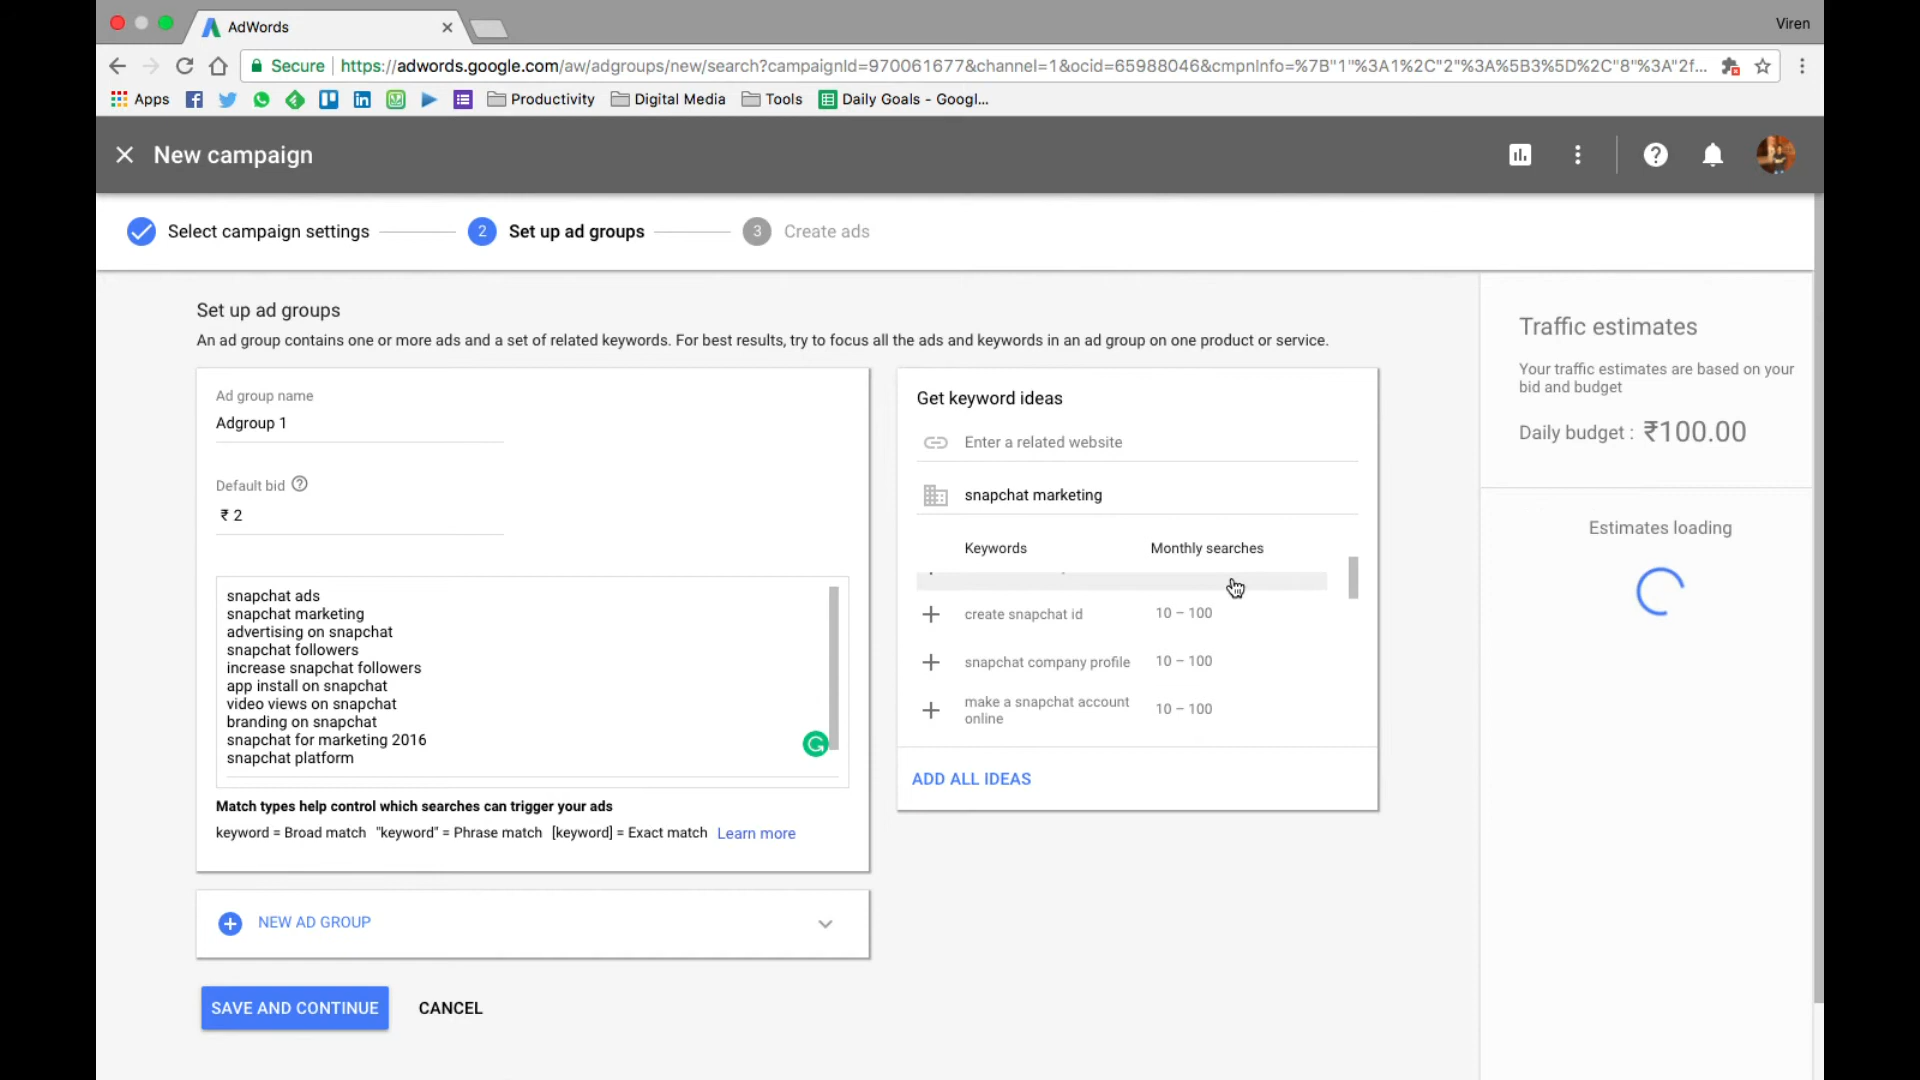 AdWords
Viren
Secure
https://adwords.google.com/aw/adgroups/new/search?campaignId=970061677&channel=1&ocid=65988046&cmpnInfo=%7B"1"%3A1%2C"2"%3A%5B3%5D%2C"8"%3A"2f...
Apps
Productivity
Digital Media
Tools
Daily Goals - Googl...
New campaign
Select campaign settings
2
Set up ad groups
3
Create ads
Set up ad groups
An ad group contains one or more ads and a set of related keywords. For best results, try to focus all the ads and keywords in an ad group on one product or service.
Ad group name
Adgroup 1
Default bid
₹ 2
snapchat ads
snapchat marketing
advertising on snapchat
snapchat followers
increase snapchat followers
app install on snapchat
video views on snapchat
branding on snapchat
snapchat for marketing 2016
snapchat platform
Match types help control which searches can trigger your ads
keyword = Broad match "keyword" = Phrase match [keyword] = Exact match Learn more
NEW AD GROUP
SAVE AND CONTINUE
CANCEL
Get keyword ideas
Enter a related website
snapchat marketing
Keywords Monthly searches
create snapchat id 10 – 100
snapchat company profile 10 – 100
make a snapchat account 10 – 100
online
ADD ALL IDEAS
Traffic estimates
Your traffic estimates are based on your
bid and budget
Daily budget : ₹100.00
Estimates loading